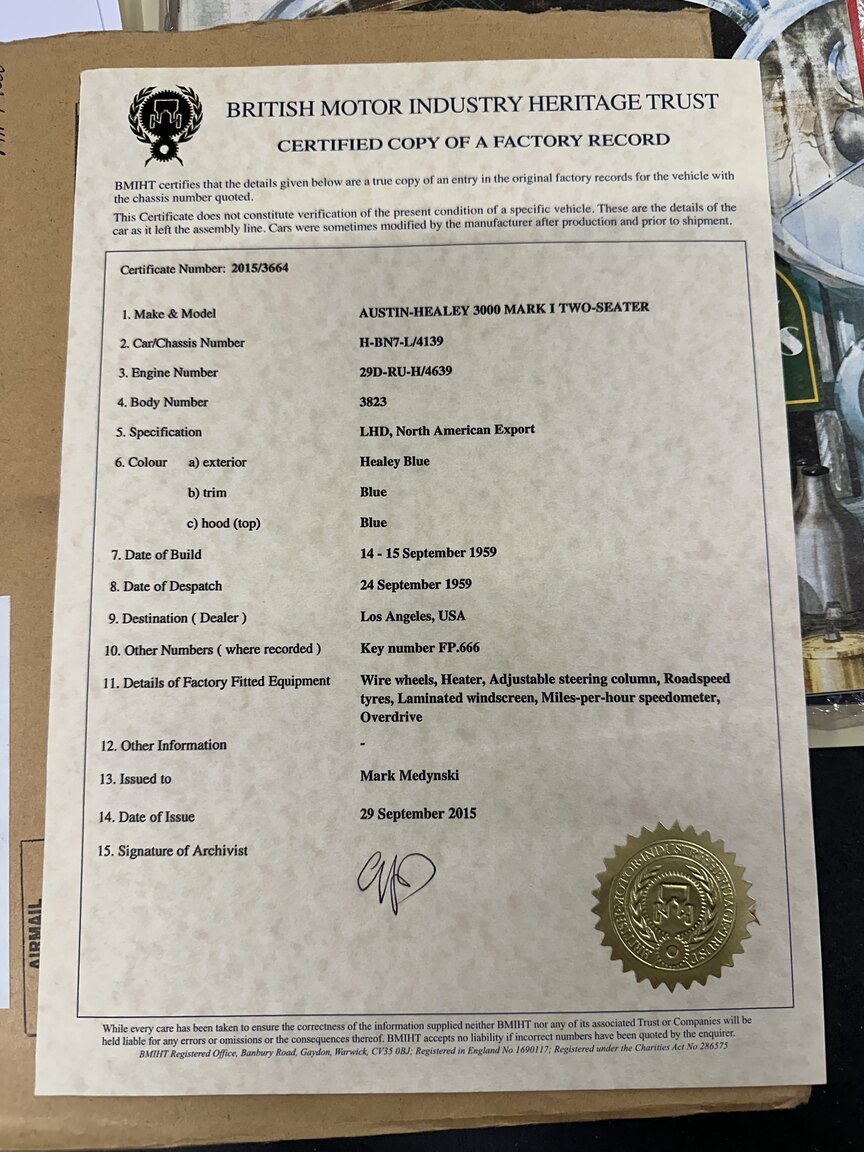 BRITISH MOTOR INDUSTRY HERITAGE TRUST
CERTIFIED COPY OF A FACTORY RECORD
BMIHT certifies that the details given below are a true copy of an entry in the original factory records for the vehicle with
the chassis number quoted.
This Certificate does not constitute verification of the present condition of a specific vehicle. These are the details of the
car as it left the assembly line. Cars were sometimes modified by the manufacturer after production and prior to shipment.
Certificate Number: 2015/3664
1. Make & Model AUSTIN-HEALEY 3000 MARK I TWO-SEATER
2. Car/Chassis Number H-BN7-L/4139
3. Engine Number 29D-RU-H/4639
4. Body Number 3823
5. Specification LHD, North American Export
6. Colour a) exterior Healey Blue
b) trim Blue
c) hood (top) Blue
7. Date of Build 14 - 15 September 1959
8. Date of Despatch 24 September 1959
9. Destination ( Dealer ) Los Angeles, USA
10. Other Numbers ( where recorded ) Key number FP.666
11. Details of Factory Fitted Equipment Wire wheels, Heater, Adjustable steering column, Roadspeed
tyres, Laminated windscreen, Miles-per-hour speedometer,
Overdrive
12. Other Information -
13. Issued to Mark Medynski
14. Date of Issue 29 September 2015
15. Signature of Archivist
BRITISH MOTOR INDUSTRY HERITAGE TRUST
While every care has been taken to ensure the correctness of the information supplied neither BMIHT nor any of its associated Trust or Companies will be
held liable for any errors or omissions or the consequences thereof. BMIHT accepts no liability if incorrect numbers have been quoted by the enquirer.
BMIHT Registered Office, Banbury Road, Gaydon, Warwick, CV35 0BJ; Registered in England No 1690117; Registered under the Charities Act No 286575
AIRMAIL